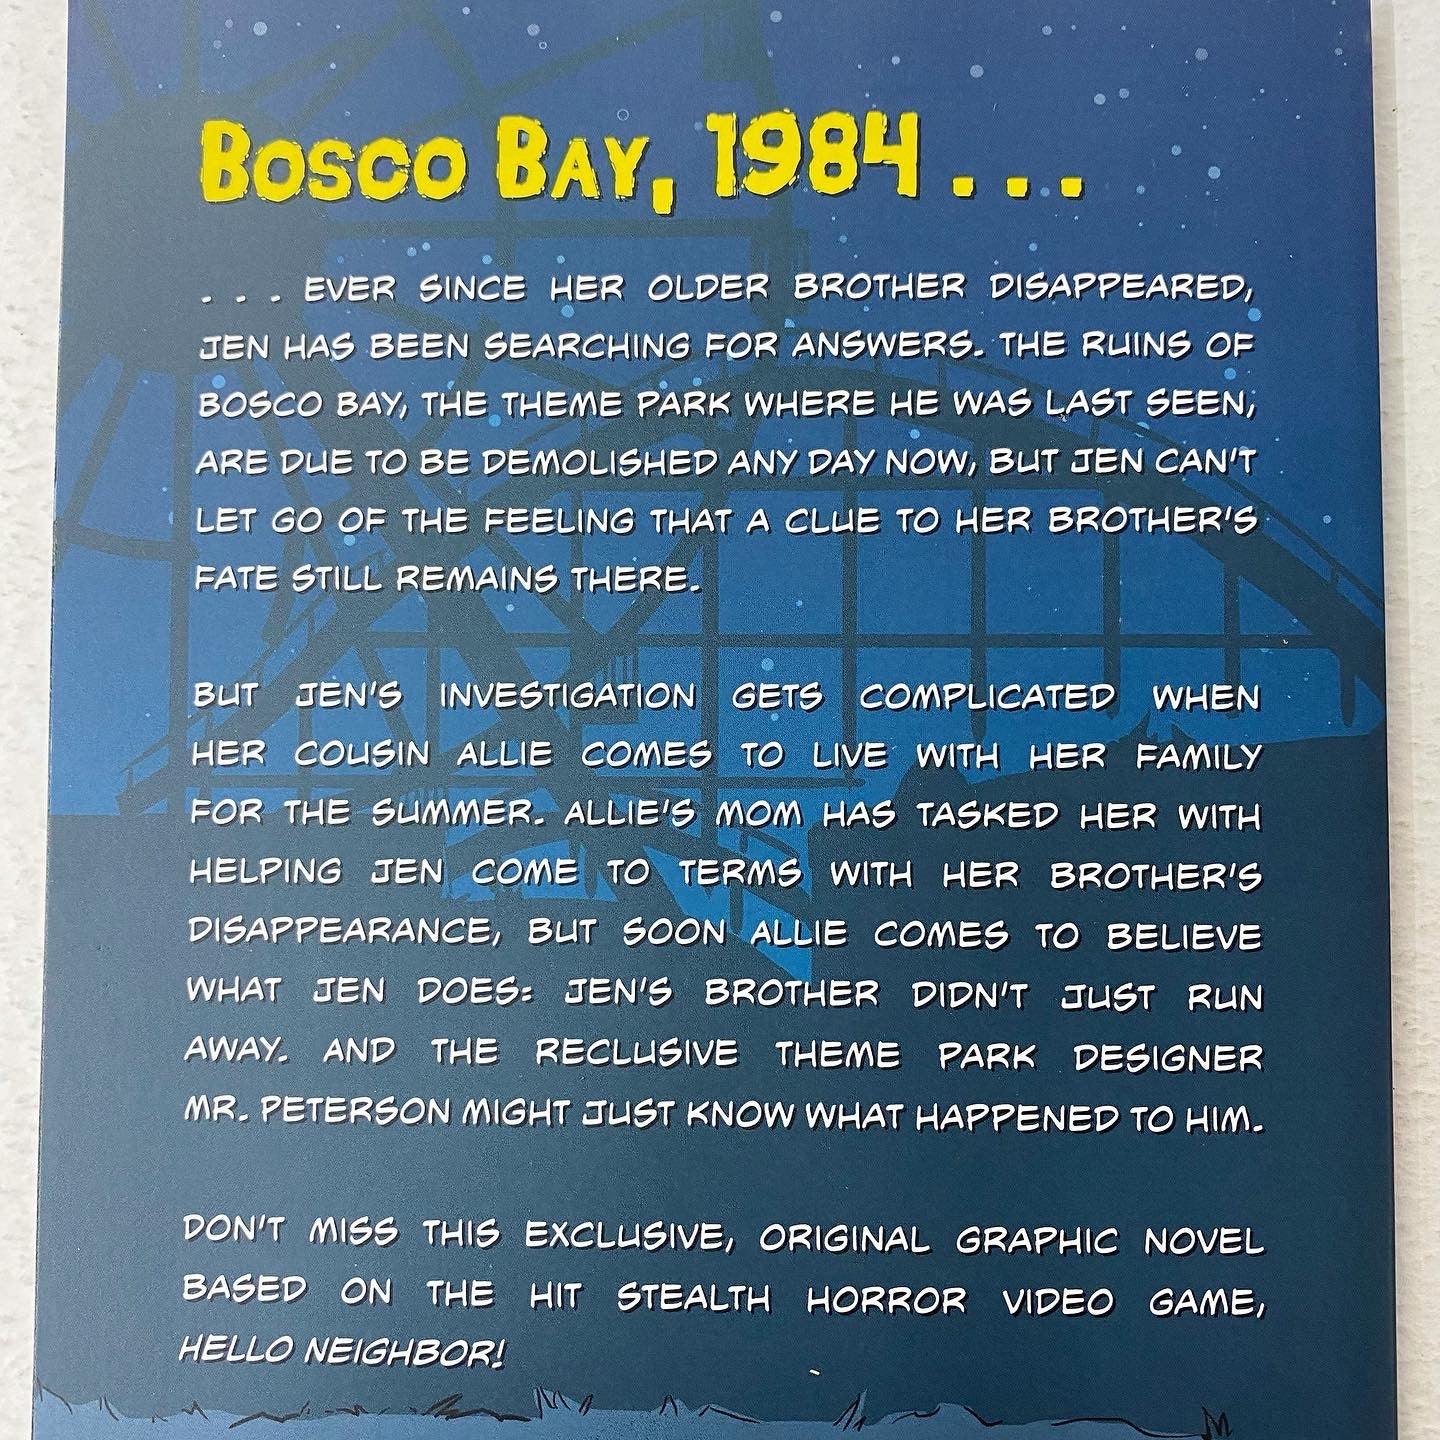 BOSCO BAY, 1984 . . .
. . . EVER SINCE HER OLDER BROTHER DISAPPEARED,
JEN HAS BEEN SEARCHING FOR ANSWERS. THE RUINS OF
BOSCO BAY, THE THEME PARK WHERE HE WAS LAST SEEN,
ARE DUE TO BE DEMOLISHED ANY DAY NOW, BUT JEN CAN'T
LET GO OF THE FEELING THAT A CLUE TO HER BROTHER'S
FATE STILL REMAINS THERE.
BUT JEN'S INVESTIGATION GETS COMPLICATED WHEN
HER COUSIN ALLIE COMES TO LIVE WITH HER FAMILY
FOR THE SUMMER. ALLIE'S MOM HAS TASKED HER WITH
HELPING JEN COME TO TERMS WITH HER BROTHER'S
DISAPPEARANCE, BUT SOON ALLIE COMES TO BELIEVE
WHAT JEN DOES: JEN'S BROTHER DIDN'T JUST RUN
AWAY. AND THE RECLUSIVE THEME PARK DESIGNER
MR. PETERSON MIGHT JUST KNOW WHAT HAPPENED TO HIM.
DON'T MISS THIS EXCLUSIVE, ORIGINAL GRAPHIC NOVEL
BASED ON THE HIT STEALTH HORROR VIDEO GAME,
HELLO NEIGHBOR!